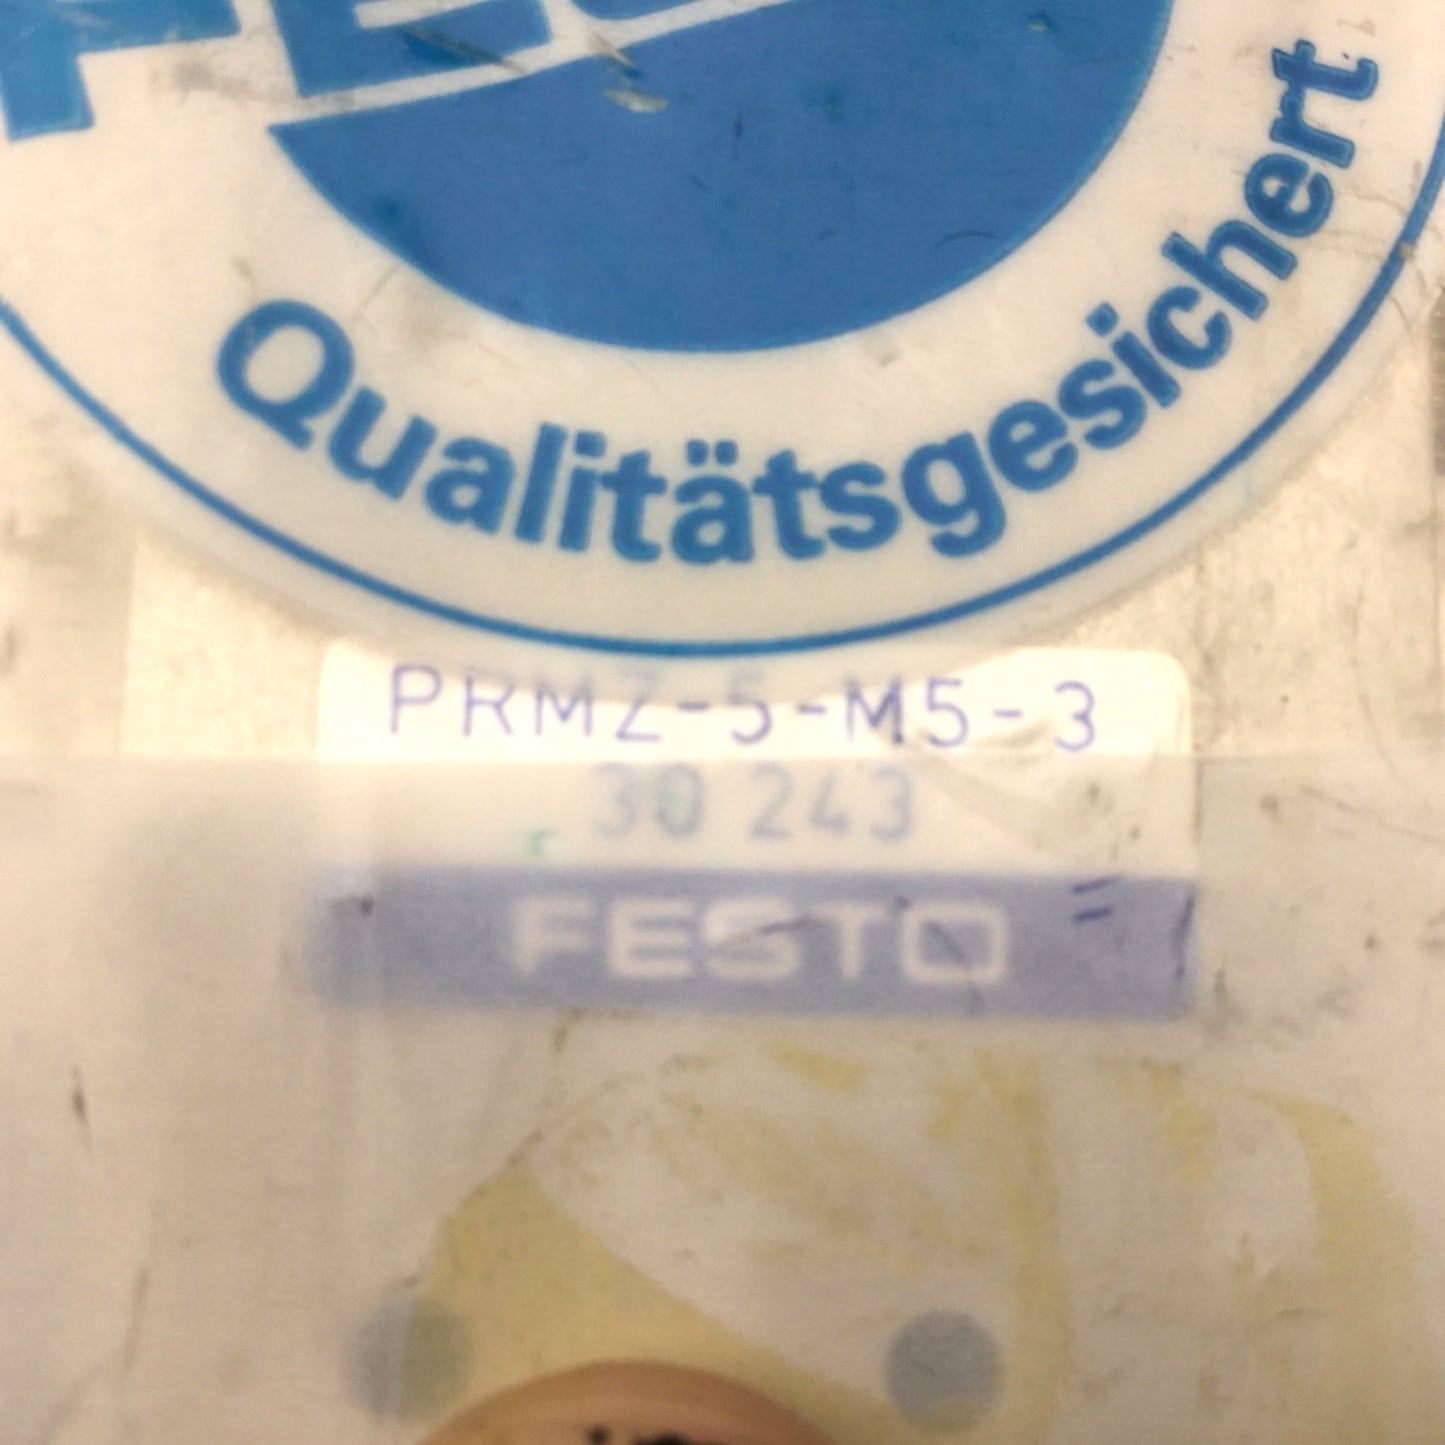 Qualitätsgesichert
PRMZ-5-M5-3
30 243
FESTO